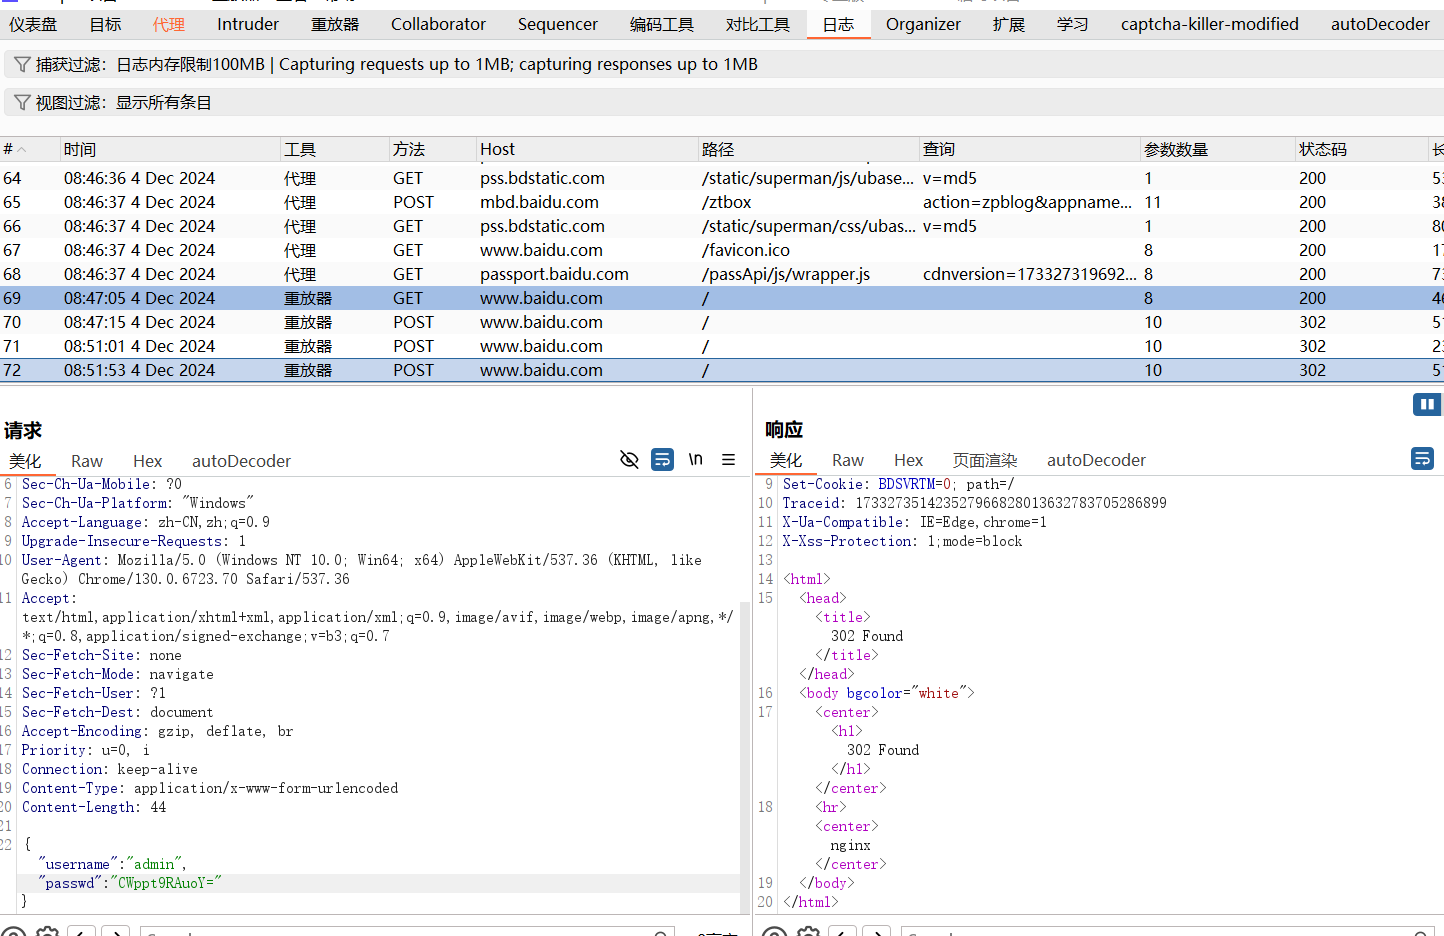 仪表盘 目标 代理 Intruder 重放器 Collaborator Sequencer 编码工具 对比工具 日志 Organizer 扩展 学习 captcha-killer-modified autoDecoder
捕获过滤：日志内存限制100MB | Capturing requests up to 1MB; capturing responses up to 1MB
视图过滤：显示所有条目
# 时间 工具 方法 Host 路径 查询 参数数量 状态码
64 08:46:36 4 Dec 2024 代理 GET pss.bdstatic.com /static/superman/js/ubase... v=md5 1 200
65 08:46:37 4 Dec 2024 代理 POST mbd.baidu.com /ztbox action=zpblog&appname... 11 200
66 08:46:37 4 Dec 2024 代理 GET pss.bdstatic.com /static/superman/css/ubas... v=md5 1 200
67 08:46:37 4 Dec 2024 代理 GET www.baidu.com /favicon.ico 8 200
68 08:46:37 4 Dec 2024 代理 GET passport.baidu.com /passApi/js/wrapper.js cdnversion=173327319692... 8 200
69 08:47:05 4 Dec 2024 重放器 GET www.baidu.com / 8 200
70 08:47:15 4 Dec 2024 重放器 POST www.baidu.com / 10 302
71 08:51:01 4 Dec 2024 重放器 POST www.baidu.com / 10 302
72 08:51:53 4 Dec 2024 重放器 POST www.baidu.com / 10 302
请求
美化 Raw Hex autoDecoder \n
6 Sec-Ch-Ua-Mobile: ?0
7 Sec-Ch-Ua-Platform: "Windows"
8 Accept-Language: zh-CN,zh;q=0.9
9 Upgrade-Insecure-Requests: 1
10 User-Agent: Mozilla/5.0 (Windows NT 10.0; Win64; x64) AppleWebKit/537.36 (KHTML, like
Gecko) Chrome/130.0.6723.70 Safari/537.36
11 Accept:
text/html,application/xhtml+xml,application/xml;q=0.9,image/avif,image/webp,image/apng,*/
*;q=0.8,application/signed-exchange;v=b3;q=0.7
12 Sec-Fetch-Site: none
13 Sec-Fetch-Mode: navigate
14 Sec-Fetch-User: ?1
15 Sec-Fetch-Dest: document
16 Accept-Encoding: gzip, deflate, br
17 Priority: u=0, i
18 Connection: keep-alive
19 Content-Type: application/x-www-form-urlencoded
20 Content-Length: 44
21
22 {
"username":"admin",
"passwd":"CWppt9RAuoY="
}
响应
美化 Raw Hex 页面渲染 autoDecoder
9 Set-Cookie: BDSVRTM=0; path=/
10 Traceid: 1733273514235279668280136327837052868​99
11 X-Ua-Compatible: IE=Edge,chrome=1
12 X-Xss-Protection: 1;mode=block
13
14 <html>
15 <head>
<title>
302 Found
</title>
</head>
16 <body bgcolor="white">
17 <center>
<h1>
302 Found
</h1>
</center>
18 <hr>
<center>
nginx
</center>
19 </body>
20 </html>